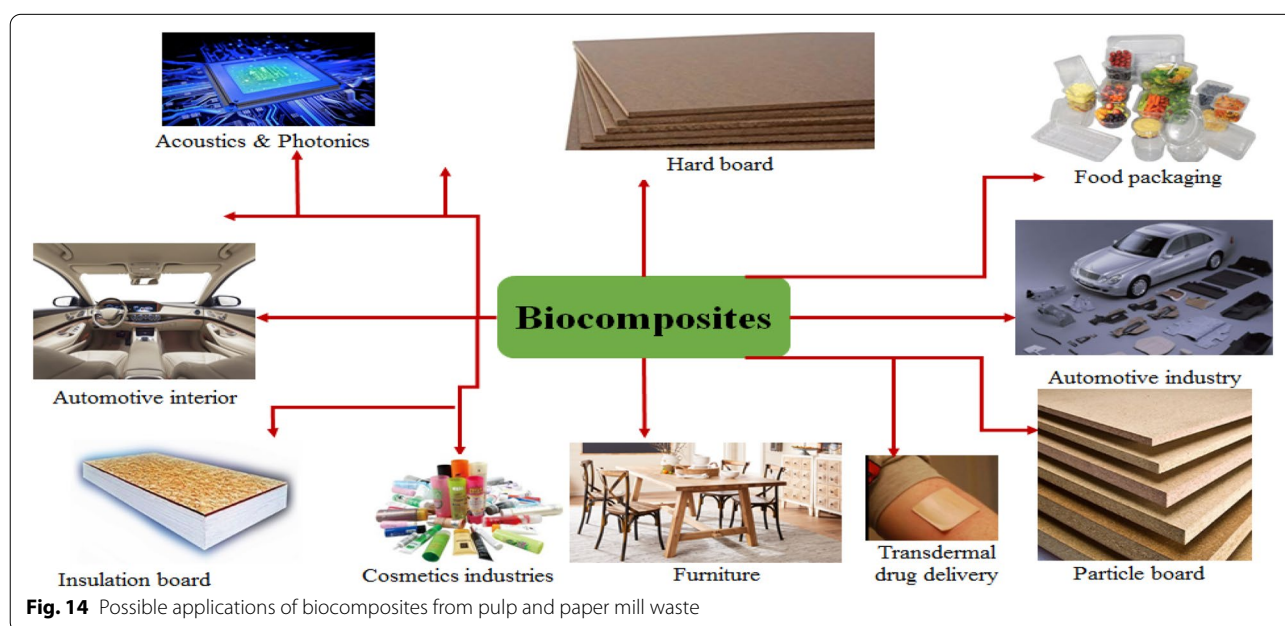 Acoustics & Photonics
Hard board
Food packaging
Biocomposites
Automotive interior
Automotive industry
Insulation board
Cosmetics industries
Furniture
Transdermal
drug delivery
Particle board
Fig. 14 Possible applications of biocomposites from pulp and paper mill waste